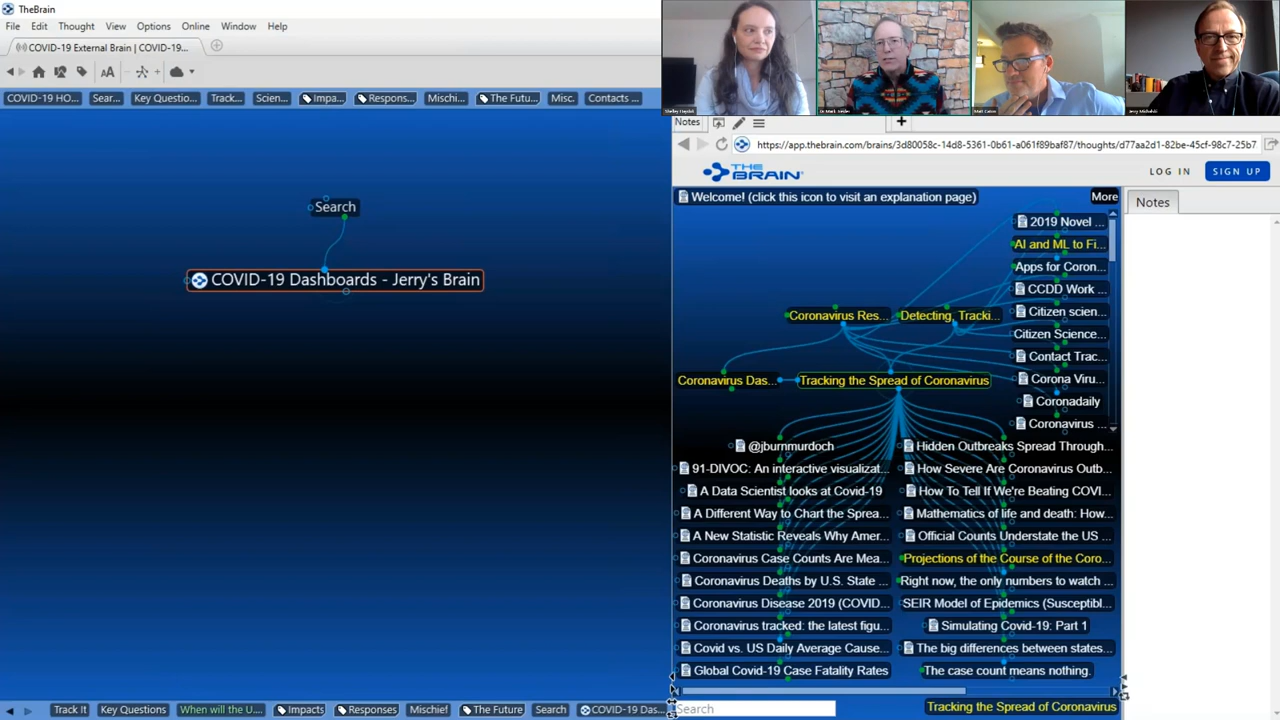 TheBrain
File Edit Thought View Options Online Window Help
COVID-19 External Brain | COVID-19...
COVID-19 HO...
Sear...
Key Questio...
Track...
Scien...
Impa...
Respons...
Mischi...
The Futu...
Misc.
Contacts ...
Search
COVID-19 Dashboards - Jerry's Brain
Notes
https://app.thebrain.com/brains/3d80058c-14d8-5361-0b61-a061f89baf87/thoughts/d77aa2d1-82be-45cf-98c7-25b7
THE BRAIN
LOG IN
SIGN UP
Welcome! (click this icon to visit an explanation page)
More
Notes
2019 Novel ...
AI and ML to Fi...
Apps for Coron...
CCDD Work ...
Citizen scien...
Citizen Science...
Contact Trac...
Corona Viru...
Coronadaily
Coronavirus ...
Coronavirus Res...
Detecting, Tracki...
Coronavirus Das...
Tracking the Spread of Coronavirus
@jburnmurdoch
91-DIVOC: An interactive visualizat...
A Data Scientist looks at Covid-19
A Different Way to Chart the Sprea...
A New Statistic Reveals Why Amer...
Coronavirus Case Counts Are Mea...
Coronavirus Deaths by U.S. State ...
Coronavirus Disease 2019 (COVID...
Coronavirus tracked: the latest figu...
Covid vs. US Daily Average Cause...
Global Covid-19 Case Fatality Rates
Hidden Outbreaks Spread Through...
How Severe Are Coronavirus Outb...
How To Tell If We're Beating COVI...
Mathematics of life and death: How...
Official Counts Understate the US ...
Projections of the Course of the Coro...
Right now, the only numbers to watch ...
SEIR Model of Epidemics (Susceptibl...
Simulating Covid-19: Part 1
The big differences between states...
The case count means nothing.
Track It
Key Questions
When will the U...
Impacts
Responses
Mischief
The Future
Search
COVID-19 Das...
Search
Tracking the Spread of Coronavirus